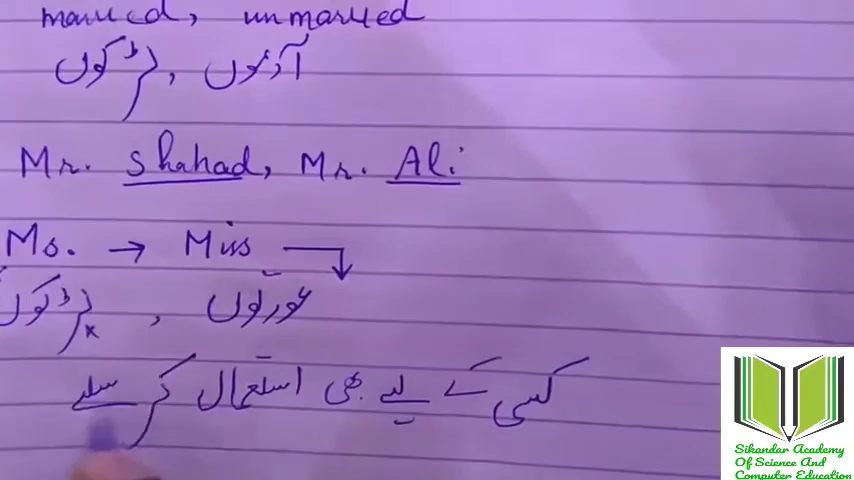 married, unmarried
آدمیوں ، لڑکوں
Mr. Shahad, Mr. Ali
Ms. → Miss
عورتوں ، لڑکوں
کسی کے لیے بھی استعمال کر سکتے
Sikandar Academy
Of Science And
Computer Education